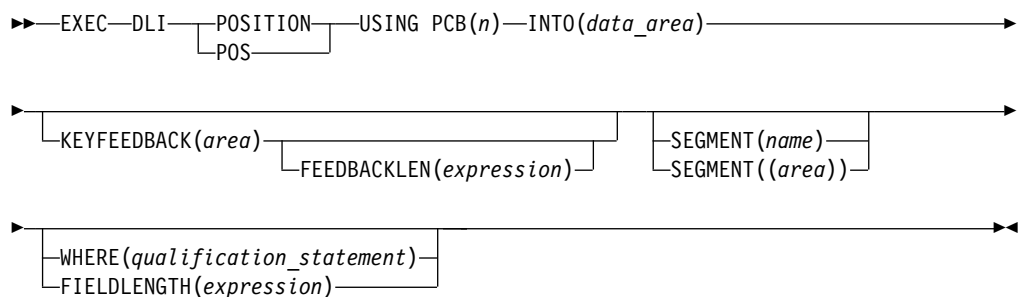 EXEC DLI POSITION USING PCB(n) INTO(data_area)
POS
KEYFEEDBACK(area) SEGMENT(name)
FEEDBACKLEN(expression) SEGMENT((area))
WHERE(qualification_statement)
FIELDLENGTH(expression)